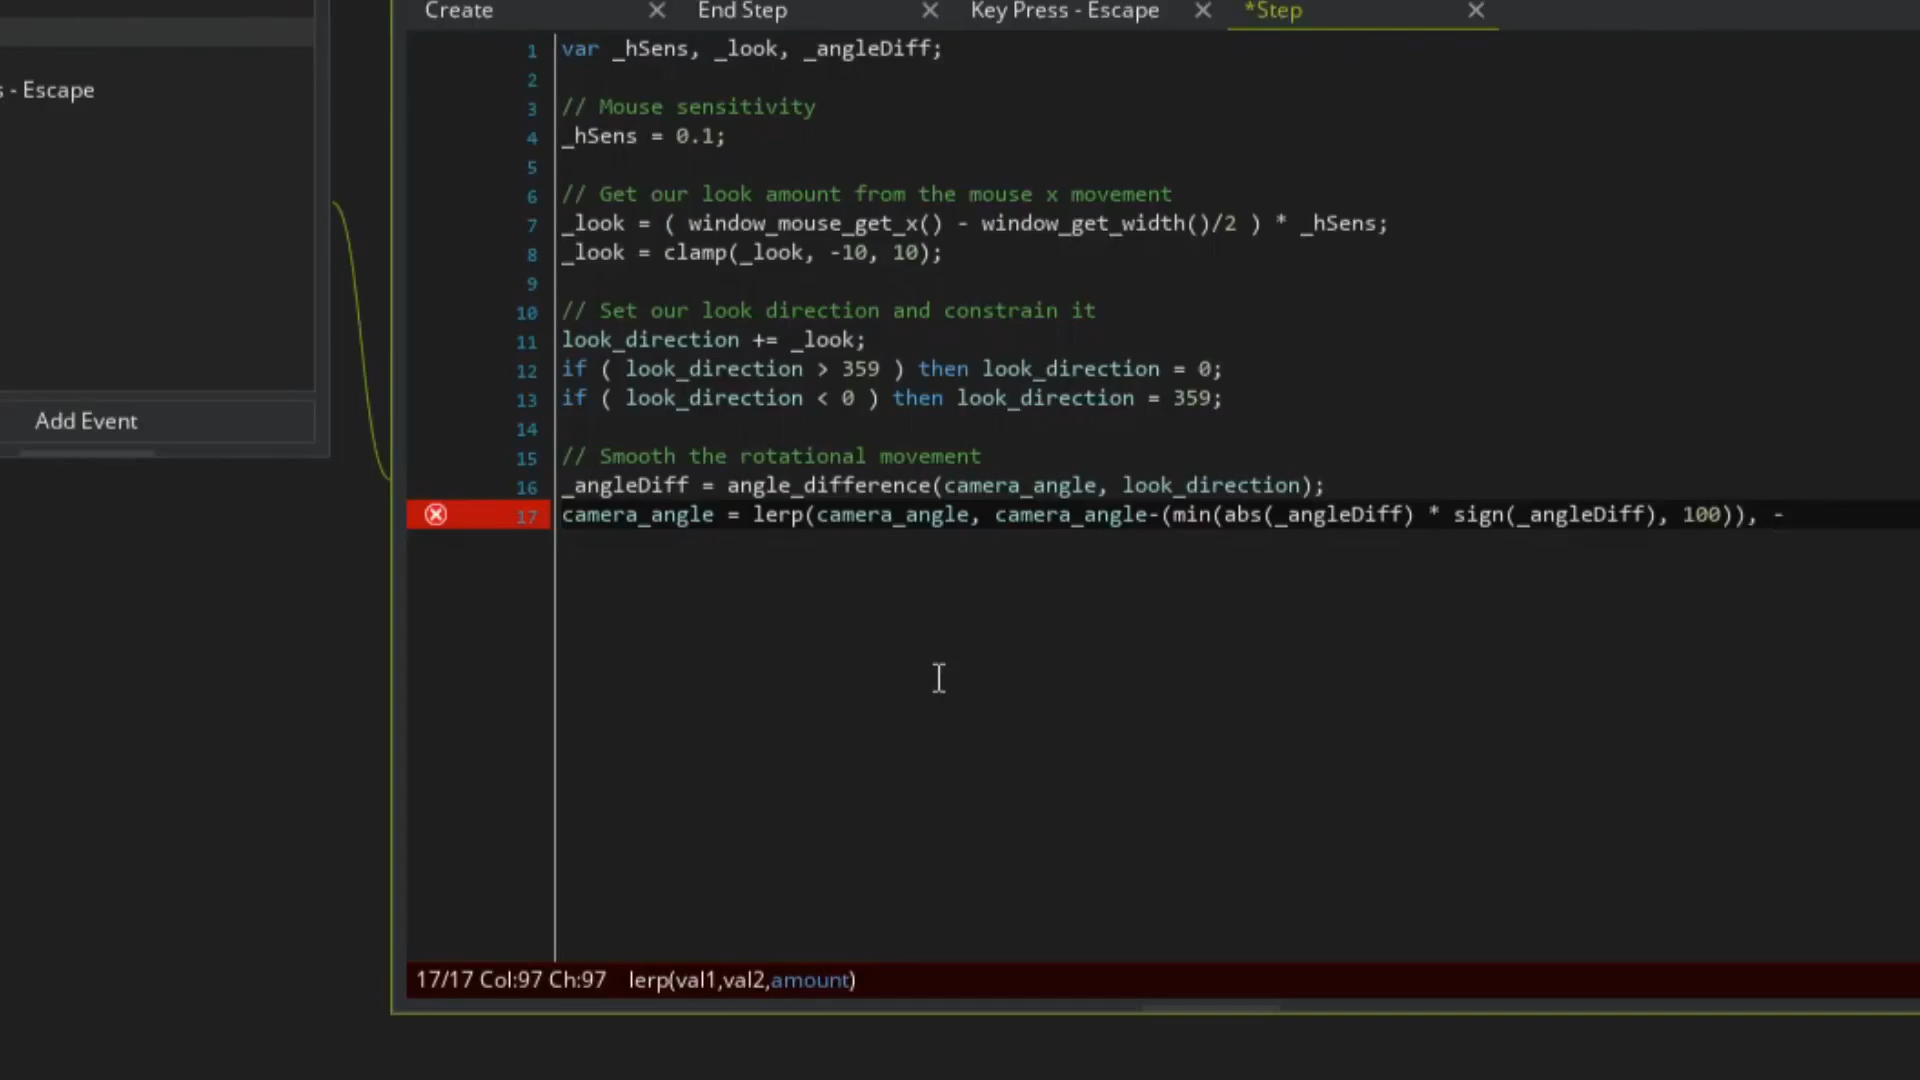 Create
End Step
Key Press - Escape
*Step
s - Escape
Add Event
1 var _hSens, _look, _angleDiff;
2
3 // Mouse sensitivity
4 _hSens = 0.1;
5
6 // Get our look amount from the mouse x movement
7 _look = ( window_mouse_get_x() - window_get_width()/2 ) * _hSens;
8 _look = clamp(_look, -10, 10);
9
10 // Set our look direction and constrain it
11 look_direction += _look;
12 if ( look_direction > 359 ) then look_direction = 0;
13 if ( look_direction < 0 ) then look_direction = 359;
14
15 // Smooth the rotational movement
16 _angleDiff = angle_difference(camera_angle, look_direction);
17 camera_angle = lerp(camera_angle, camera_angle-(min(abs(_angleDiff) * sign(_angleDiff), 100)), -
17/17 Col:97 Ch:97 lerp(val1,val2,amount)